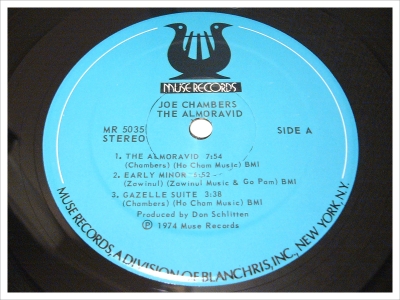 MUSE RECORDS
JOE CHAMBERS
THE ALMORAVID
MR 5035
STEREO
SIDE A
1. THE ALMORAVID 7:54
(Chambers) (Ho Cham Music) BMI
2. EARLY MINOR
(Zawinul) (Zawinul Music & Go Pam) BMI
3. GAZELLE SUITE 3:38
(Chambers) (Ho Cham Music) BMI
Produced by Don Schlitten
Ⓟ 1974 Muse Records
MUSE RECORDS, A DIVISION OF BLANCHRIS, INC, NEW YORK, N.Y.